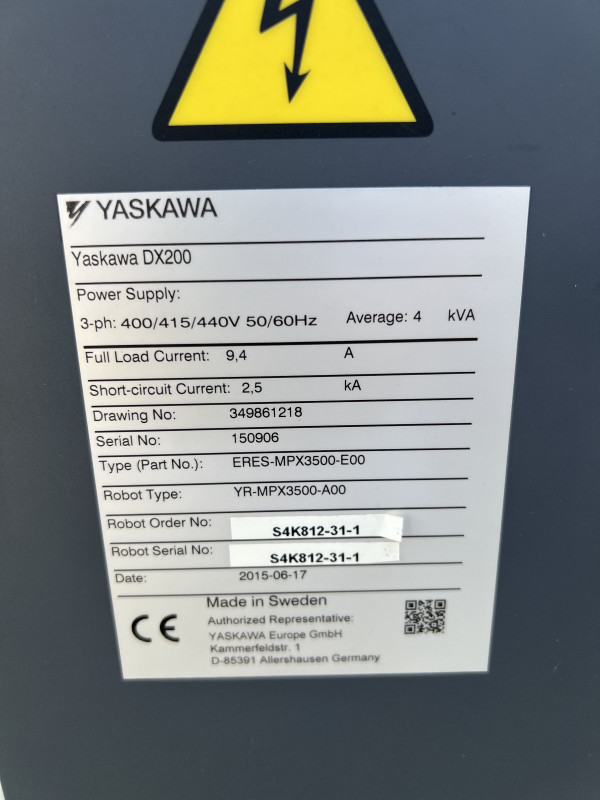 YASKAWA
Yaskawa DX200
Power Supply:
3-ph: 400/415/440V 50/60Hz Average: 4 kVA
Full Load Current: 9,4 A
Short-circuit Current: 2,5 kA
Drawing No: 349861218
Serial No: 150906
Type (Part No.): ERES-MPX3500-E00
Robot Type: YR-MPX3500-A00
Robot Order No: S4K812-31-1
Robot Serial No: S4K812-31-1
Date: 2015-06-17
CE Made in Sweden
Authorized Representative:
YASKAWA Europe GmbH
Kammerfeldstr. 1
D-85391 Allershausen Germany